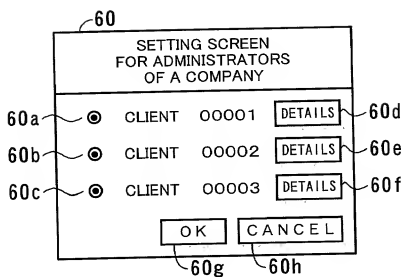 60
SETTING SCREEN
FOR ADMINISTRATORS
OF A COMPANY
60a CLIENT 00001 DETAILS 60d
60b CLIENT 00002 DETAILS 60e
60c CLIENT 00003 DETAILS 60f
OK CANCEL
60g 60h